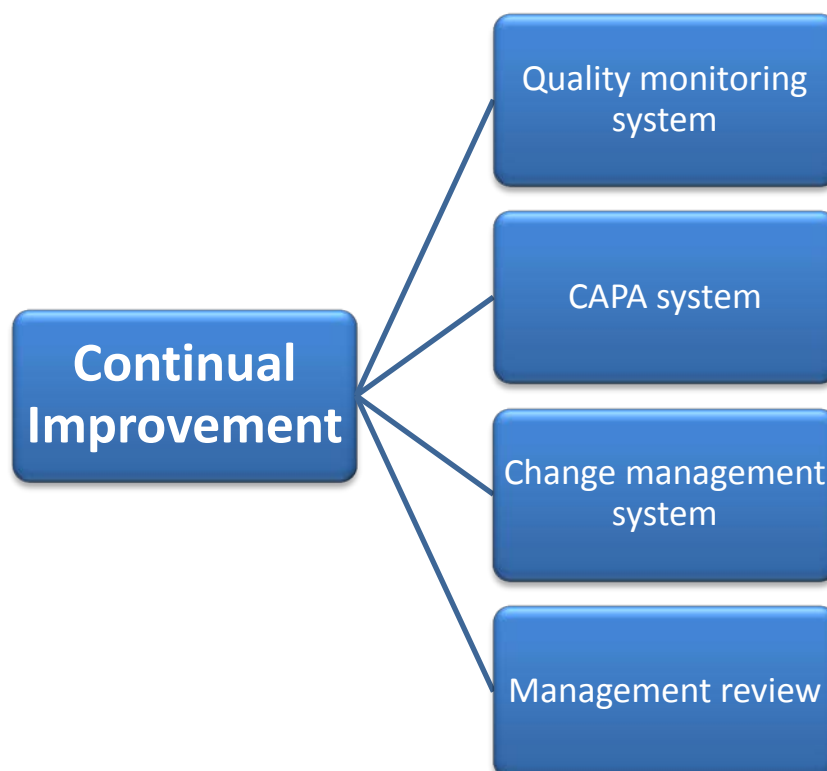 Continual
Improvement
Quality monitoring
system
CAPA system
Change management
system
Management review